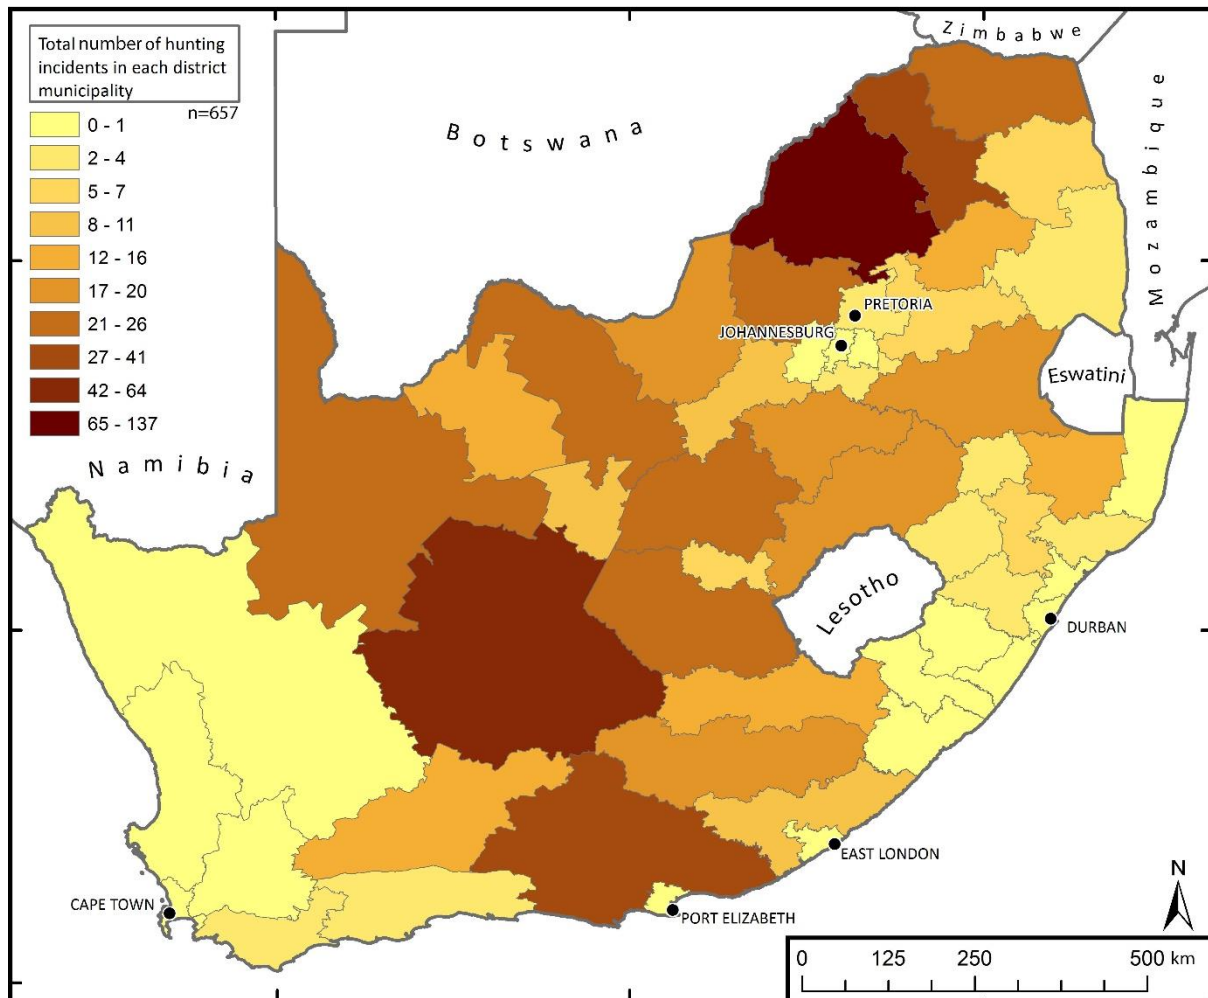 Total number of hunting
incidents in each district
municipality
n=657
0 - 1
2 - 4
5 - 7
8 - 11
12 - 16
17 - 20
21 - 26
27 - 41
42 - 64
65 - 137
Zimbabwe
Botswana
Mozambique
PRETORIA
JOHANNESBURG
Eswatini
Namibia
Lesotho
DURBAN
EAST LONDON
CAPE TOWN
PORT ELIZABETH
N
0 125 250 500 km